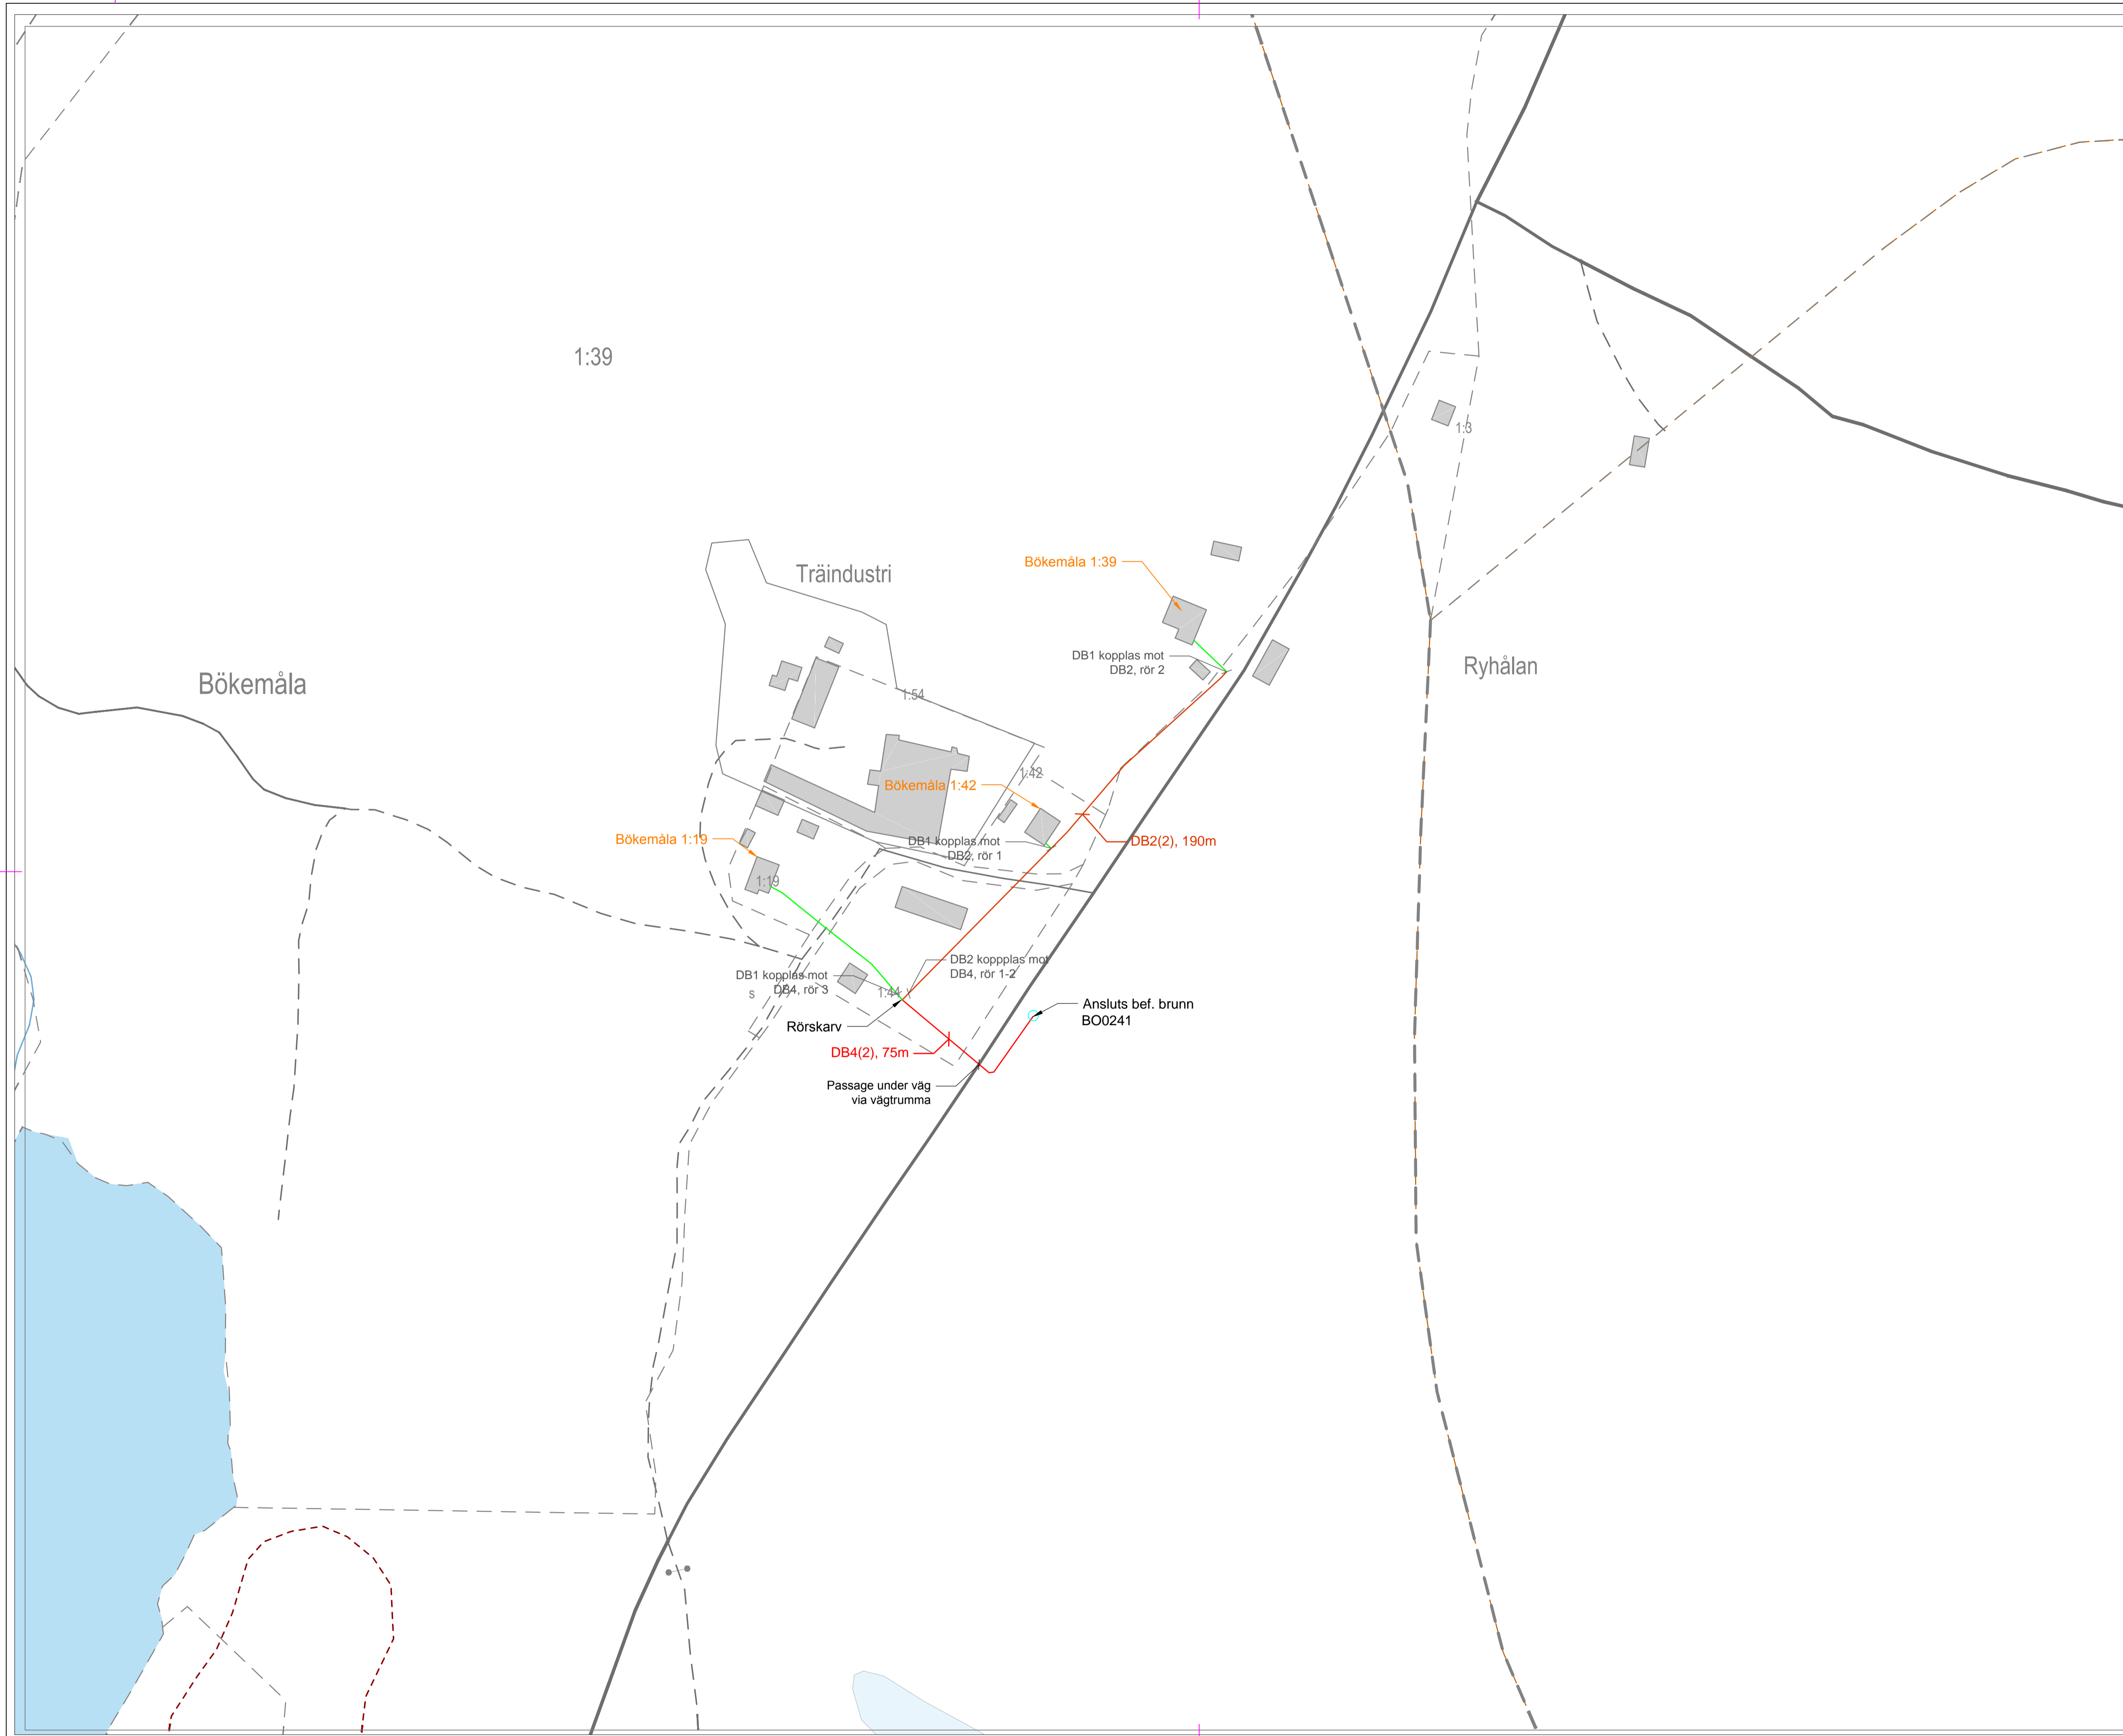 1:39
1:3
Bökemåla 1:39
Träindustri
DB1 kopplas mot
DB2, rör 2
Ryhålan
Bökemåla
1:54
1:42
Bökemåla 1:42
Bökemåla 1:19
DB1 kopplas mot
DB2, rör 1
DB2(2), 190m
1:19
DB2 koppplas mot
DB4, rör 1-2
DB1 kopplas mot
DB4, rör 3
S
1:44
Ansluts bef. brunn
BO0241
Rörskarv
DB4(2), 75m
Passage under väg
via vägtrumma